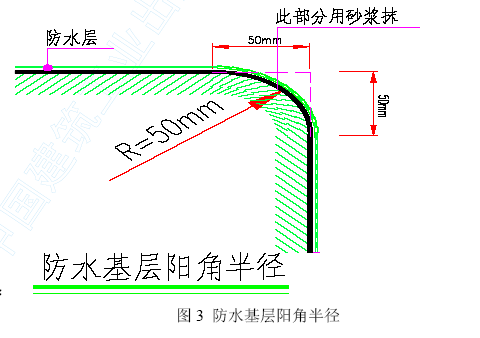 此部分用砂浆抹
防水层
50mm
50mm
R=50mm
防水基层阳角半径
图 3 防水基层阳角半径